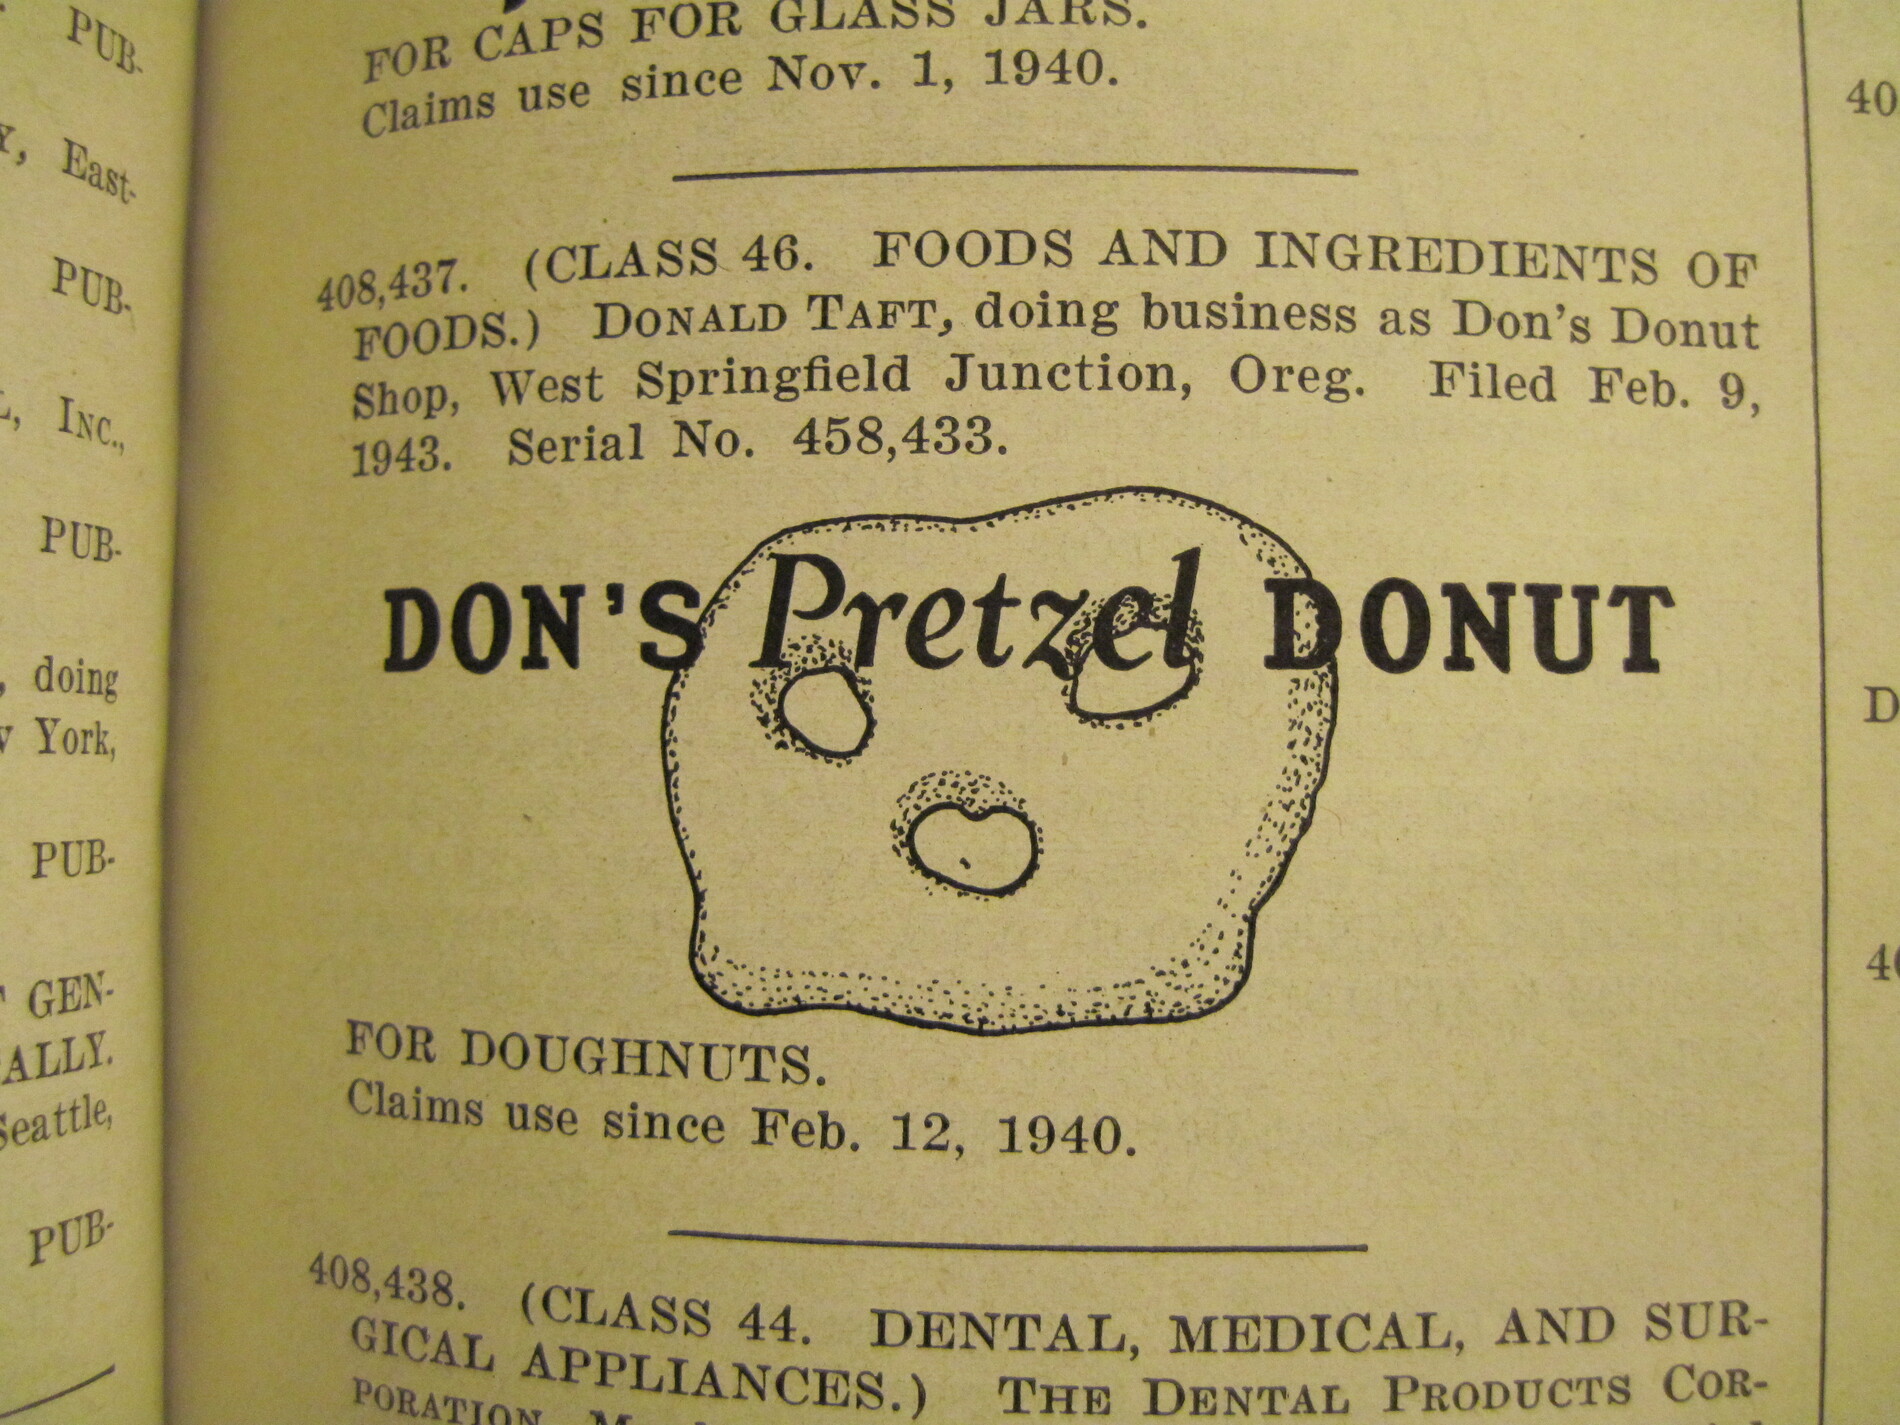 PUB-
Y, East-
PUB-
L, INC.,
PUB-
, doing
York,
PUB-
GEN-
ALLY.
Seattle,
PUB-
FOR CAPS FOR GLASS JARS.
Claims use since Nov. 1, 1940.
408,437. (CLASS 46. FOODS AND INGREDIENTS OF
FOODS.) DONALD TAFT, doing business as Don's Donut
Shop, West Springfield Junction, Oreg. Filed Feb. 9,
1943. Serial No. 458,433.
DON'S Pretzel DONUT
FOR DOUGHNUTS.
Claims use since Feb. 12, 1940.
408,438. (CLASS 44. DENTAL, MEDICAL, AND SUR-
GICAL APPLIANCES.) THE DENTAL PRODUCTS COR-
PORATION,
40
D
40